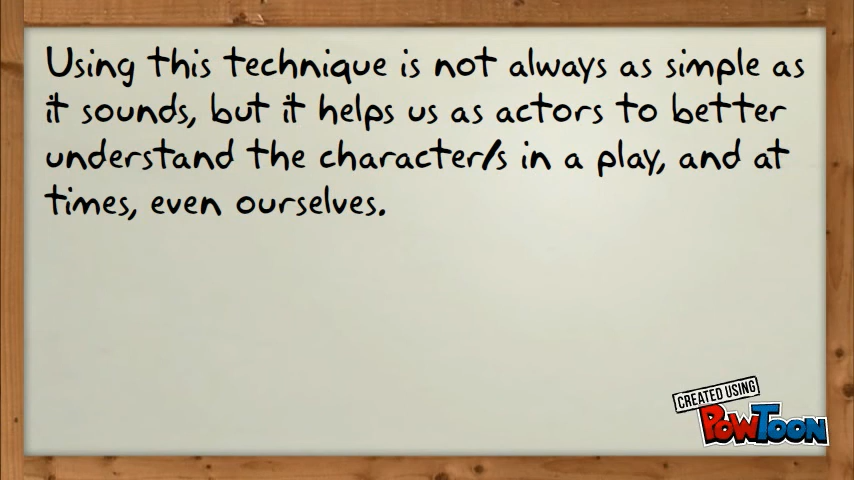 Using this technique is not always as simple as
it sounds, but it helps us as actors to better
understand the character/s in a play, and at
times, even ourselves.
CREATED USING
POWTOON